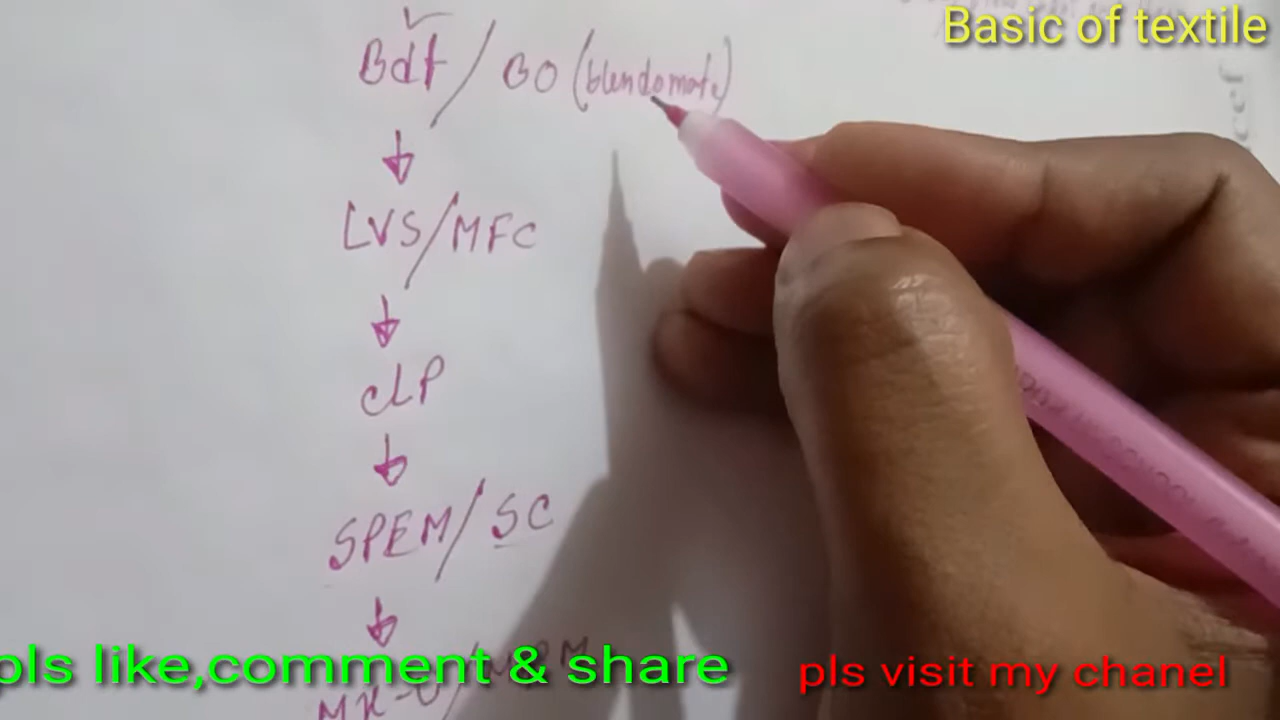 Basic of textile
Bdt / BO (blendomat)
LVS/MFC
CLP
SPEM/SC
pls like,comment & share
pls visit my chanel